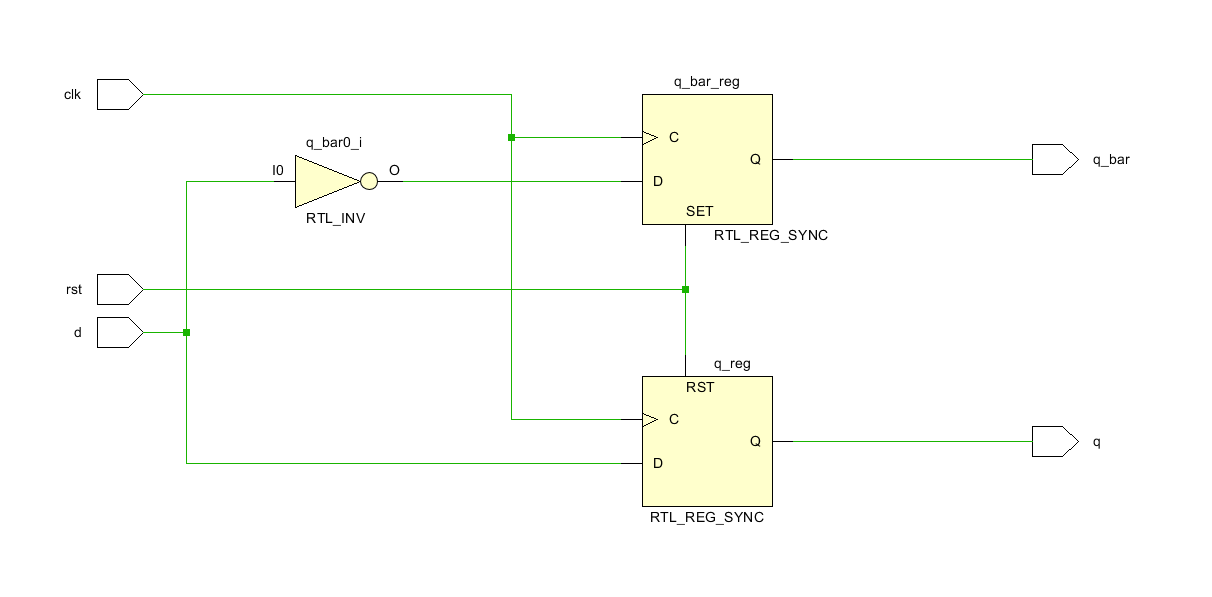 q_bar_reg
clk
q_bar0_i
C
I0
O
Q
q_bar
D
RTL_INV
SET
RTL_REG_SYNC
rst
d
q_reg
RST
C
Q
q
D
RTL_REG_SYNC